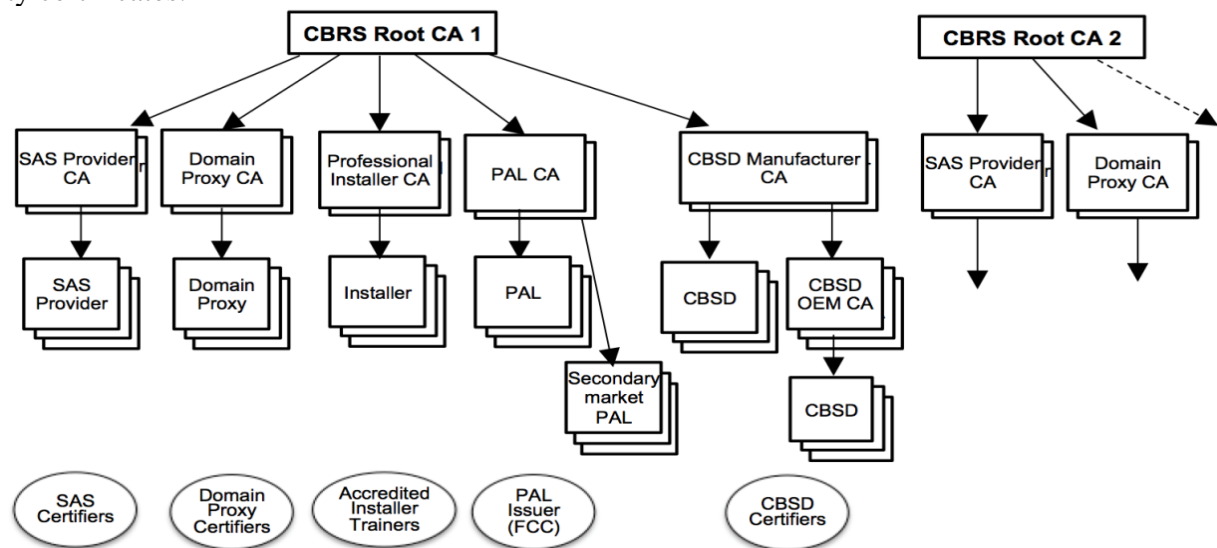 CBRS Root CA 1
CBRS Root CA 2
SAS Provider
CA
Domain
Proxy CA
Professional
Installer CA
PAL CA
CBSD Manufacturer
CA
SAS Provider
CA
Domain
Proxy CA
SAS
Provider
Domain
Proxy
Installer
PAL
CBSD
CBSD
OEM CA
Secondary
market
PAL
CBSD
SAS
Certifiers
Domain
Proxy
Certifiers
Accredited
Installer
Trainers
PAL
Issuer
(FCC)
CBSD
Certifiers